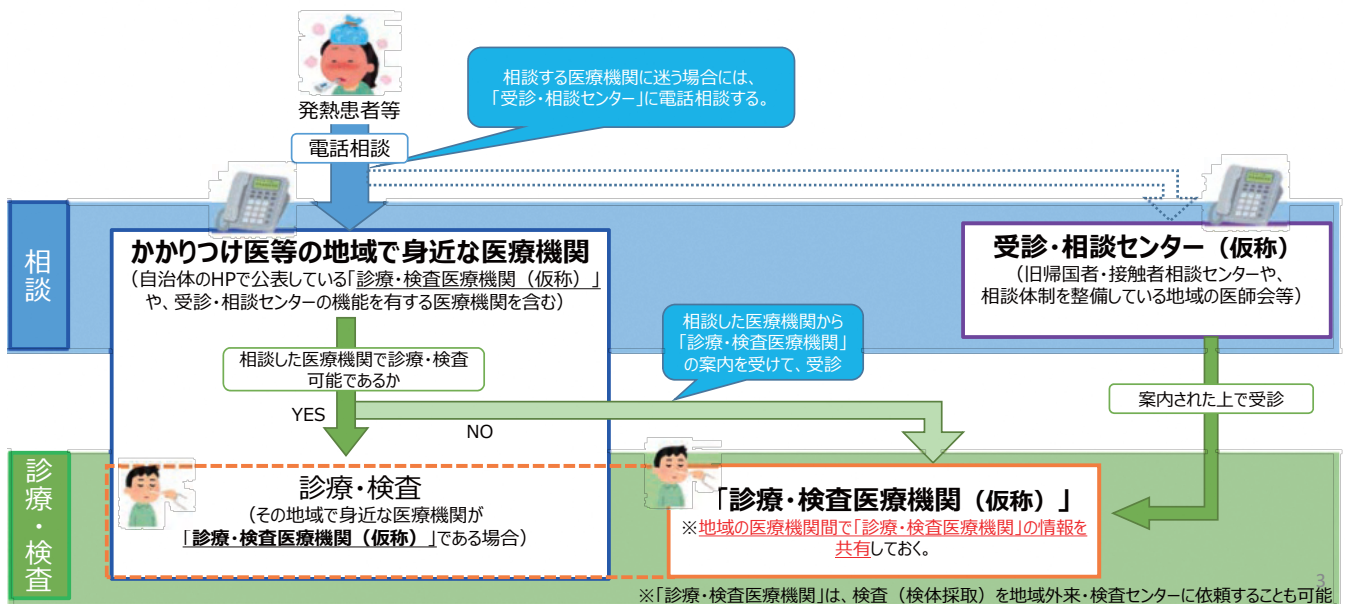 発熱患者等
電話相談
相談する医療機関に迷う場合には、
「受診・相談センター」に電話相談する。
相談
かかりつけ医等の地域で身近な医療機関
（自治体のHPで公表している「診療・検査医療機関（仮称）」
や、受診・相談センターの機能を有する医療機関を含む）
受診・相談センター（仮称）
（旧帰国者・接触者相談センターや、
相談体制を整備している地域の医師会等）
相談した医療機関で診療・検査
可能であるか
相談した医療機関から
「診療・検査医療機関」
の案内を受けて、受診
案内された上で受診
YES
NO
診療・検査
診療・検査
（その地域で身近な医療機関が
「診療・検査医療機関（仮称）」である場合）
「診療・検査医療機関（仮称）」
※地域の医療機関間で「診療・検査医療機関」の情報を
共有しておく。
3
※「診療・検査医療機関」は、検査（検体採取）を地域外来・検査センターに依頼することも可能